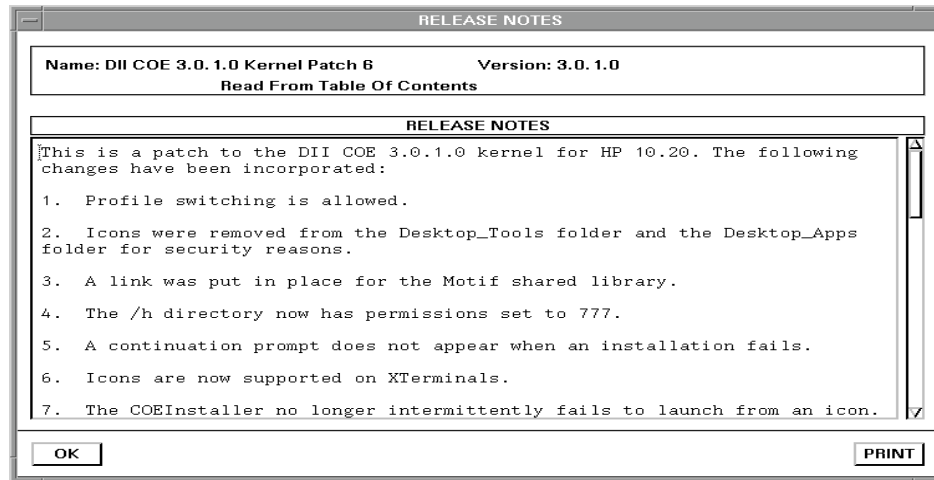 RELEASE NOTES
Name: DII COE 3.0.1.0 Kernel Patch 6 Version: 3.0.1.0
Read From Table Of Contents
RELEASE NOTES
This is a patch to the DII COE 3.0.1.0 kernel for HP 10.20. The following
changes have been incorporated:
1. Profile switching is allowed.
2. Icons were removed from the Desktop_Tools folder and the Desktop_Apps
folder for security reasons.
3. A link was put in place for the Motif shared library.
4. The /h directory now has permissions set to 777.
5. A continuation prompt does not appear when an installation fails.
6. Icons are now supported on XTerminals.
7. The COEInstaller no longer intermittently fails to launch from an icon.
OK PRINT